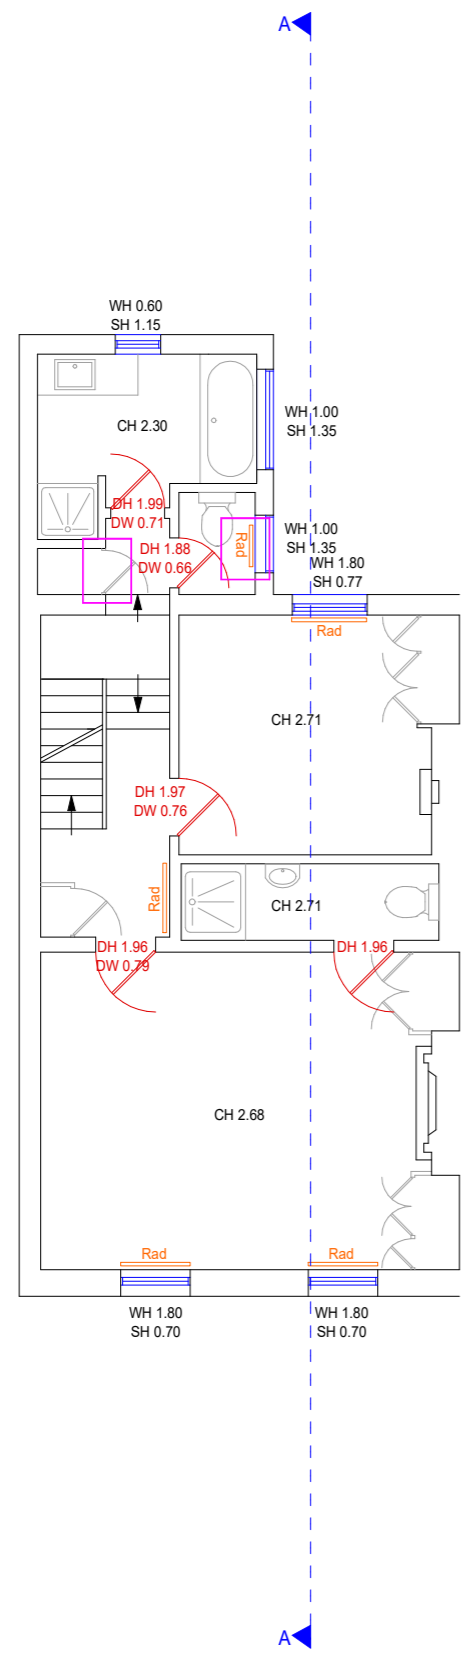 A
WH 0.60
SH 1.15
CH 2.30
WH 1.00
SH 1.35
DH 1.99
DW 0.71
DH 1.88
DW 0.66
Rad
WH 1.00
SH 1.35
WH 1.80
SH 0.77
Rad
CH 2.71
DH 1.97
DW 0.76
Rad
CH 2.71
DH 1.96
DW 0.79
DH 1.96
CH 2.68
Rad
Rad
WH 1.80
SH 0.70
WH 1.80
SH 0.70
A